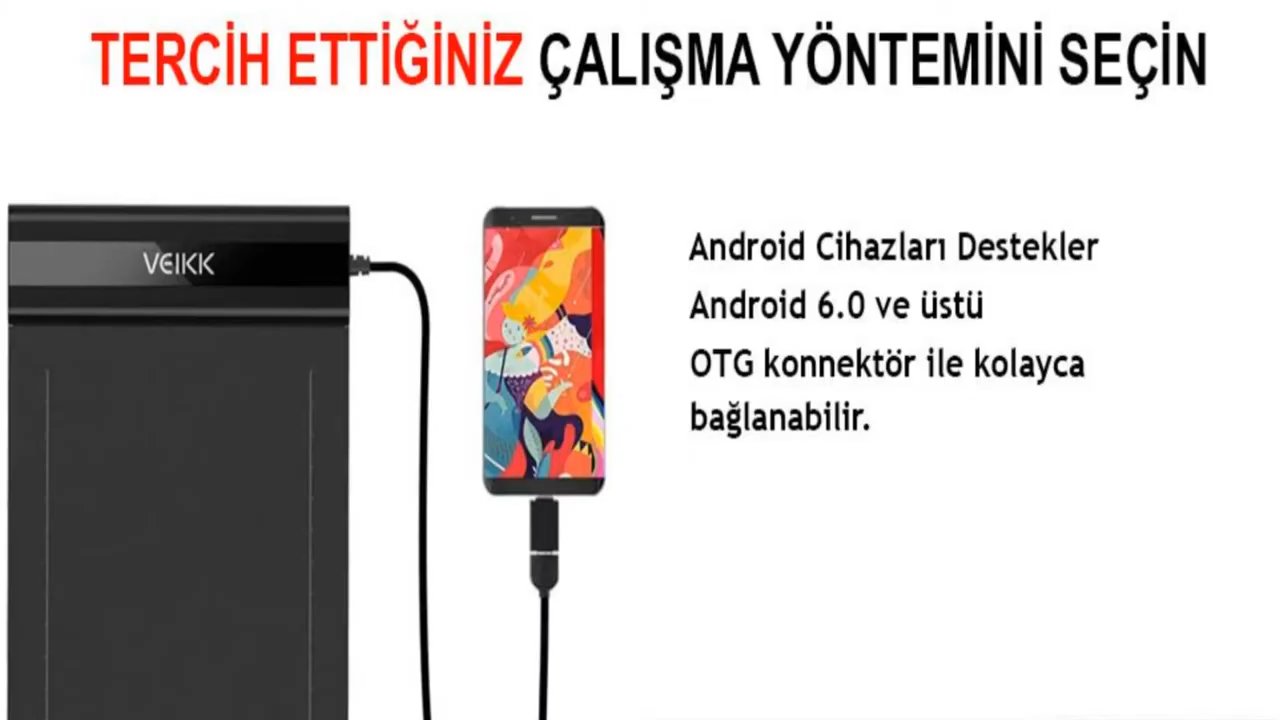 TERCİH ETTİĞİNİZ ÇALIŞMA YÖNTEMİNİ SEÇİN
VEIKK
Android Cihazları Destekler
Android 6.0 ve üstü
OTG konnektör ile kolayca
bağlanabilir.